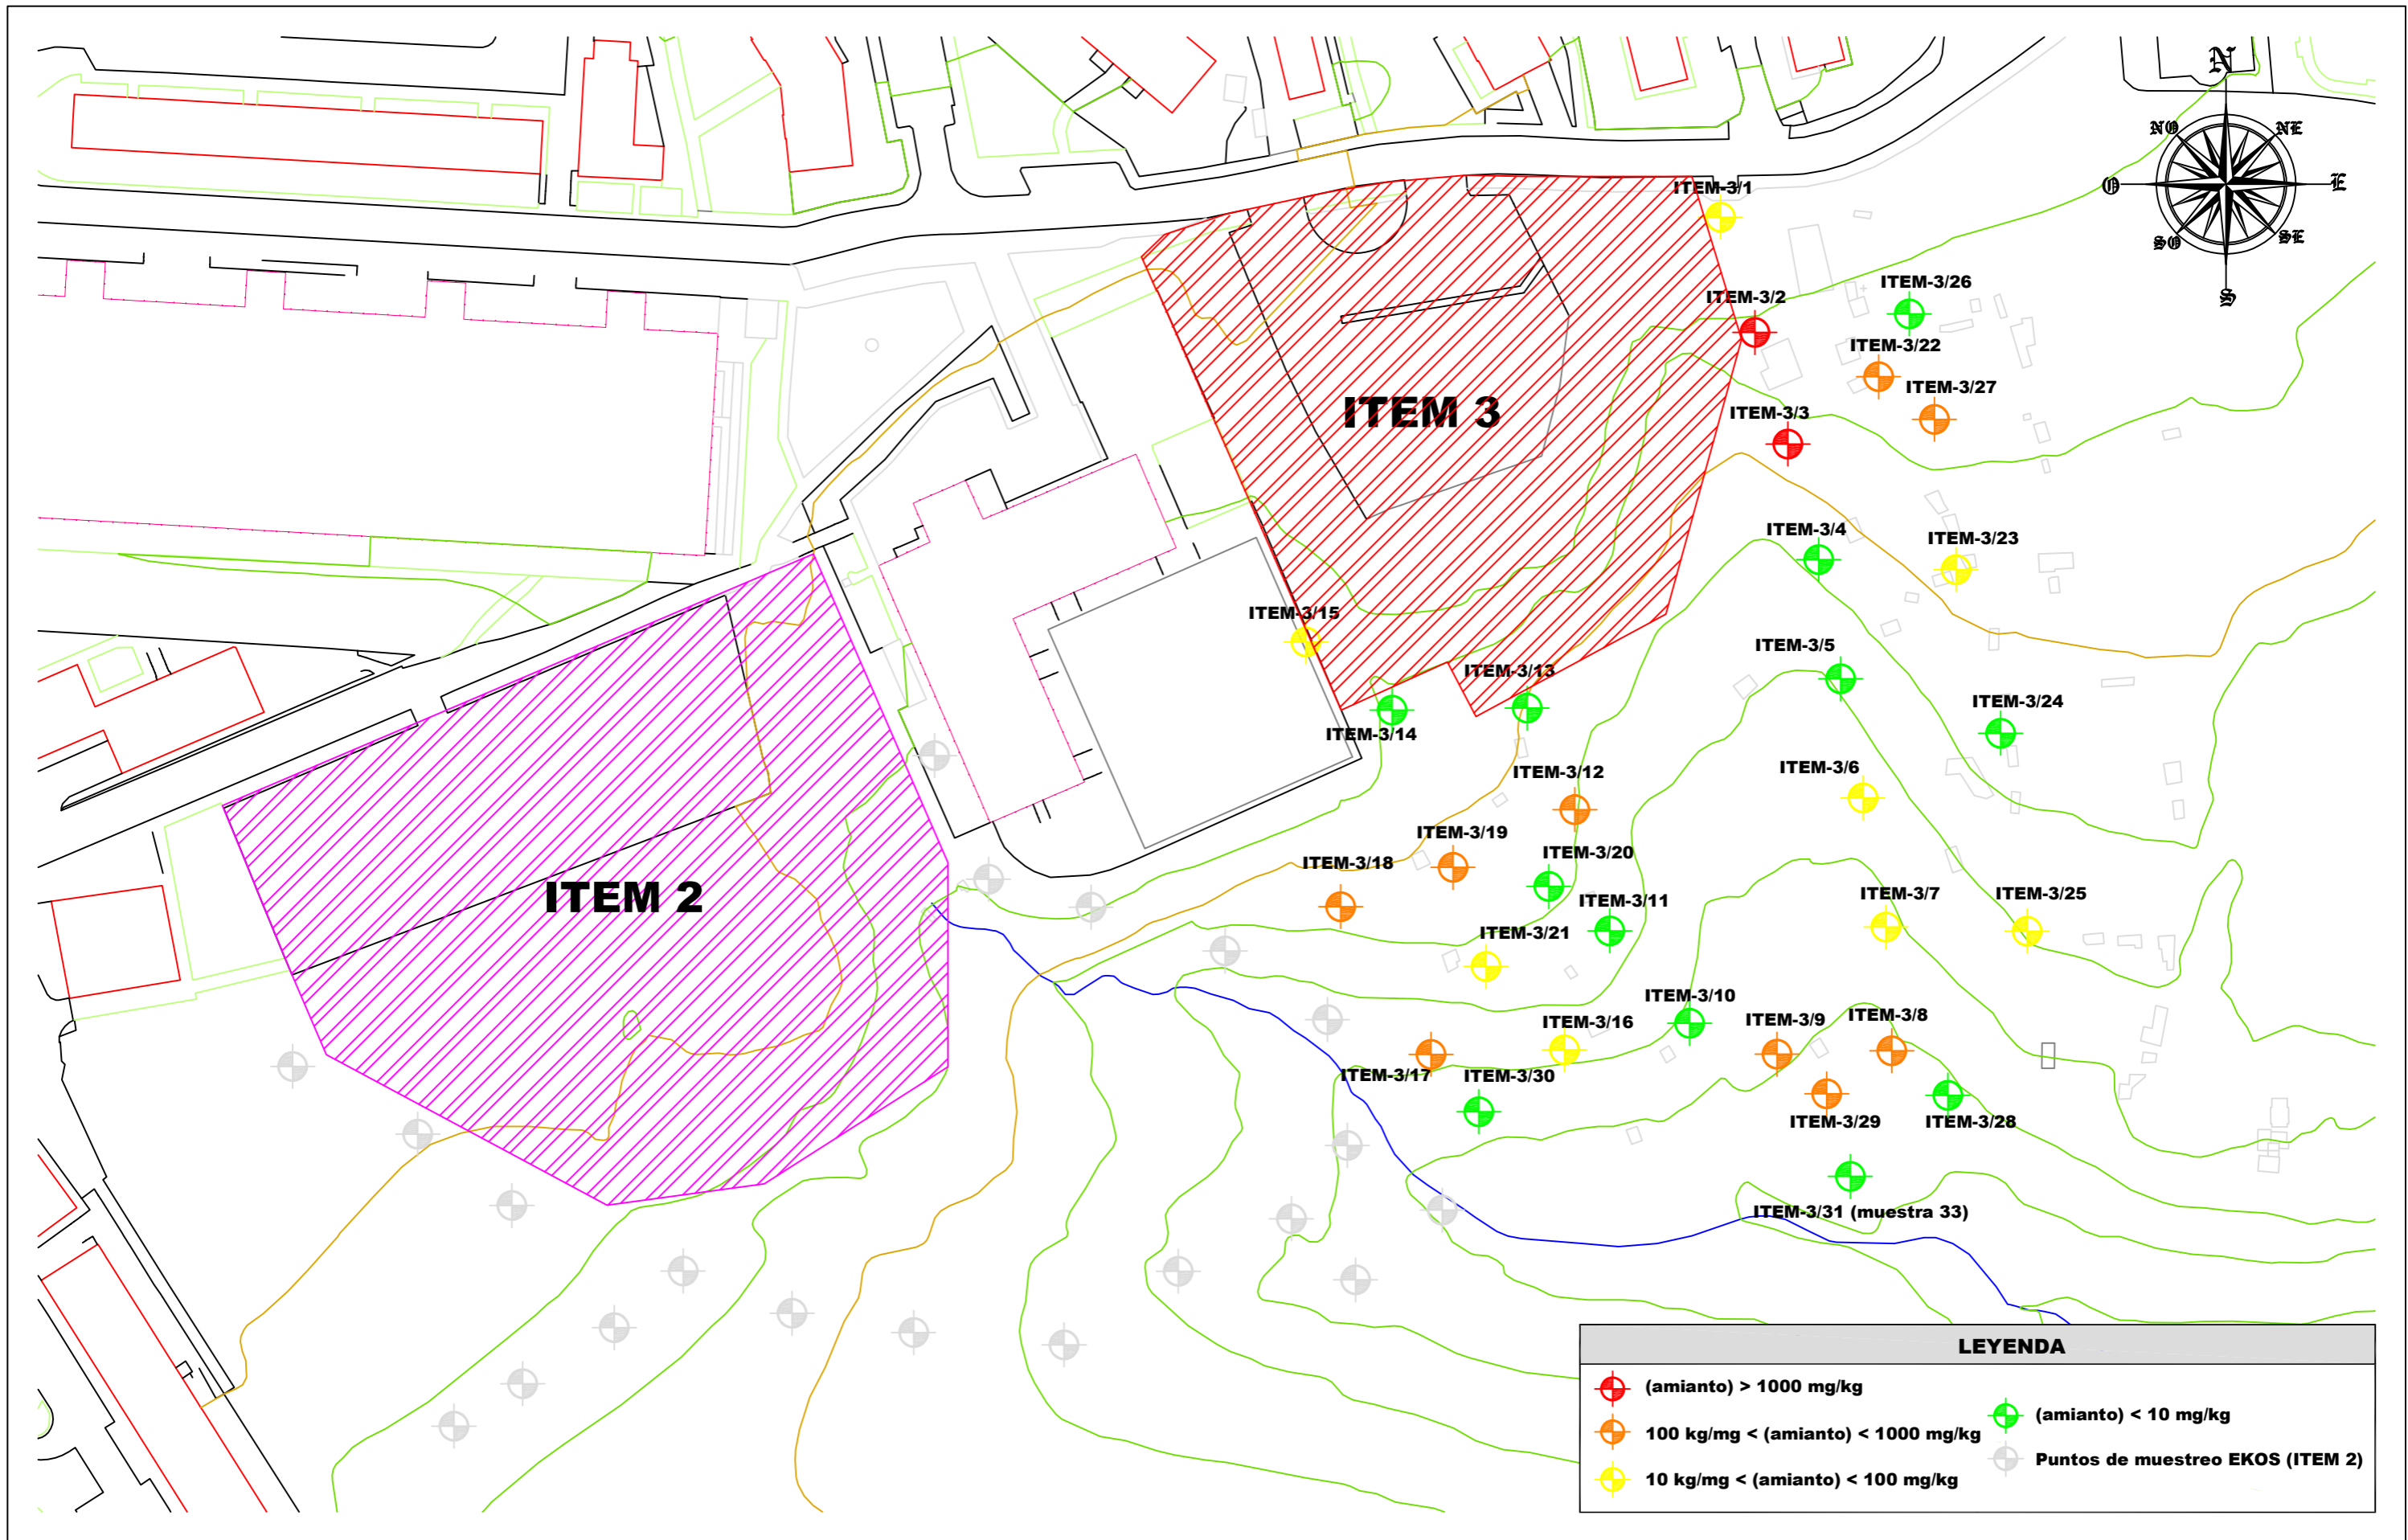 N
NO
NE
ITEM-3/1
O
E
SO
SE
ITEM-3/26
S
ITEM-3/2
ITEM-3/22
ITEM-3/27
ITEM 3
ITEM-3/3
ITEM-3/4
ITEM-3/23
ITEM-3/15
ITEM-3/5
ITEM-3/13
ITEM-3/24
ITEM-3/14
ITEM-3/6
ITEM-3/12
ITEM-3/19
ITEM-3/20
ITEM-3/18
ITEM 2
ITEM-3/7
ITEM-3/25
ITEM-3/11
ITEM-3/21
ITEM-3/10
ITEM-3/8
ITEM-3/9
ITEM-3/16
ITEM-3/17
ITEM-3/30
ITEM-3/29
ITEM-3/28
ITEM-3/31 (muestra 33)
LEYENDA
(amianto) > 1000 mg/kg
100 kg/mg < (amianto) < 1000 mg/kg
10 kg/mg < (amianto) < 100 mg/kg
(amianto) < 10 mg/kg
Puntos de muestreo EKOS (ITEM 2)